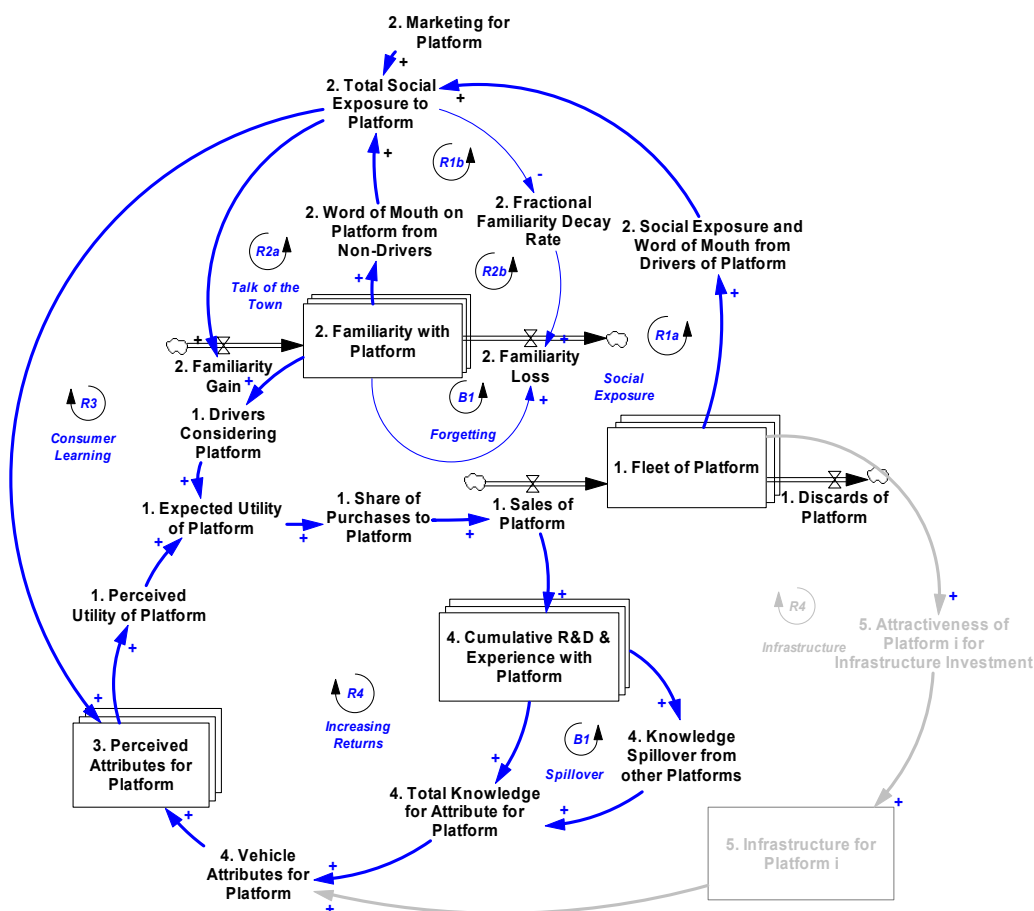 2. Marketing for
Platform
+
2. Total Social
Exposure to
Platform
+
+
R1b
-
2. Word of Mouth on
Platform from
Non-Drivers
2. Fractional
Familiarity Decay
Rate
2. Social Exposure and
Word of Mouth from
Drivers of Platform
R2a
Talk of the
Town
R2b
+
+
2. Familiarity with
Platform
R1a
+
+
2. Familiarity
Gain
+
2. Familiarity
Loss
Social
Exposure
B1
+
Forgetting
R3
Consumer
Learning
1. Drivers
Considering
Platform
+
1. Fleet of Platform
1. Expected Utility
of Platform
+
+
1. Share of
Purchases to
Platform
+
1. Sales of
Platform
1. Discards of
Platform
1. Perceived
Utility of Platform
+
+
+
R4
Infrastructure
5. Attractiveness of
Platform i for
Infrastructure Investment
4. Cumulative R&D &
Experience with
Platform
R4
Increasing
Returns
+
+
B1
Spillover
4. Knowledge
Spillover from
other Platforms
3. Perceived
Attributes for
Platform
+
+
4. Total Knowledge
for Attribute for
Platform
+
+
5. Infrastructure for
Platform i
4. Vehicle
Attributes for
Platform
+
+